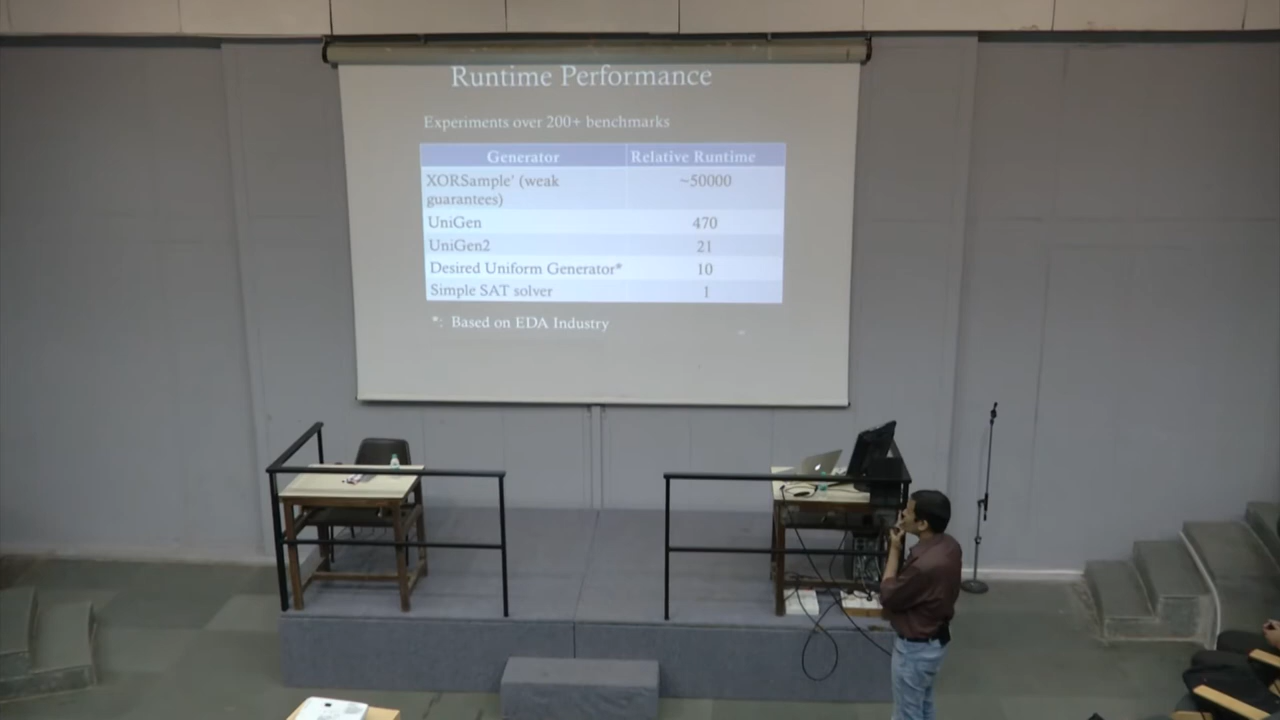 Runtime Performance
Experiments over 200+ benchmarks
Generator Relative Runtime
XORSample' (weak guarantees) ~50000
UniGen 470
UniGen2 21
Desired Uniform Generator* 10
Simple SAT solver 1
*: Based on EDA Industry